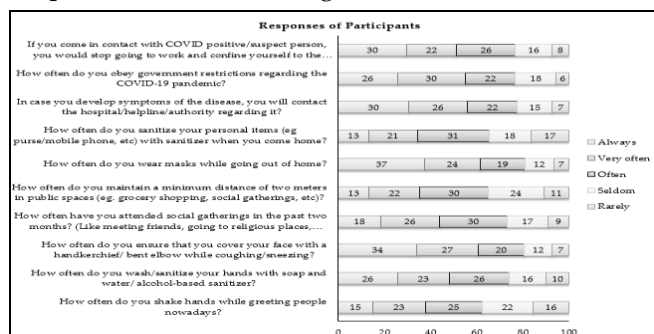 Responses of Participants
If you come in contact with COVID positive/suspect person,
you would stop going to work and confine yourself to the...
30 22 26 16 8
How often do you obey government restrictions regarding the
COVID-19 pandemic?
26 30 22 18 6
In case you develop symptoms of the disease, you will contact
the hospital/helpline/authority regarding it?
30 26 22 15 7
How often do you sanitize your personal items (eg
purse/mobile phone, etc) with sanitizer when you come home?
13 21 31 18 17
How often do you wear masks while going out of home?
37 24 19 12 7
How often do you maintain a minimum distance of two meters
in public spaces (eg. grocery shopping, social gatherings, etc)?
13 22 30 24 11
How often have you attended social gatherings in the past two
months? (Like meeting friends, going to religious places,...
18 26 30 17 9
How often do you ensure that you cover your face with a
handkerchief/ bent elbow while coughing/sneezing?
34 27 20 12 7
How often do you wash/sanitize your hands with soap and
water/ alcohol-based sanitizer?
26 23 26 16 10
How often do you shake hands while greeting people
nowadays?
15 23 25 22 16
0 20 40 60 80 100
Always
Very often
Often
Seldom
Rarely